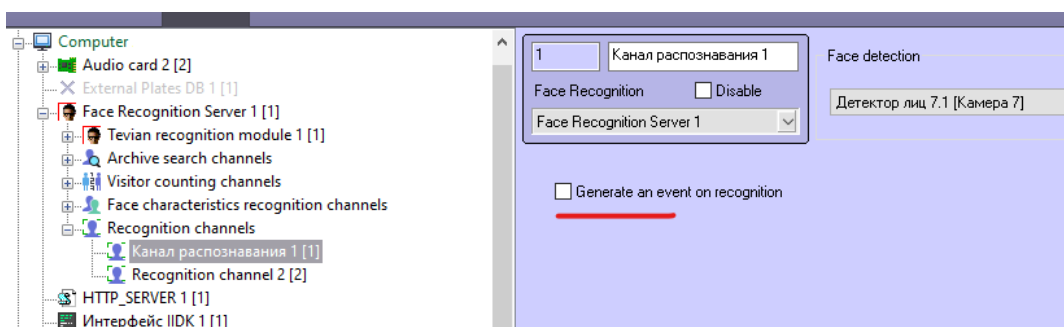 Computer
Audio card 2 [2]
External Plates DB 1 [1]
Face Recognition Server 1 [1]
Tevian recognition module 1 [1]
Archive search channels
Visitor counting channels
Face characteristics recognition channels
Recognition channels
Канал распознавания 1 [1]
Recognition channel 2 [2]
HTTP_SERVER 1 [1]
Интерфейс IIDK 1 [1]
1
Канал распознавания 1
Face Recognition
Disable
Face Recognition Server 1
Face detection
Детектор лиц 7.1 [Камера 7]
Generate an event on recognition